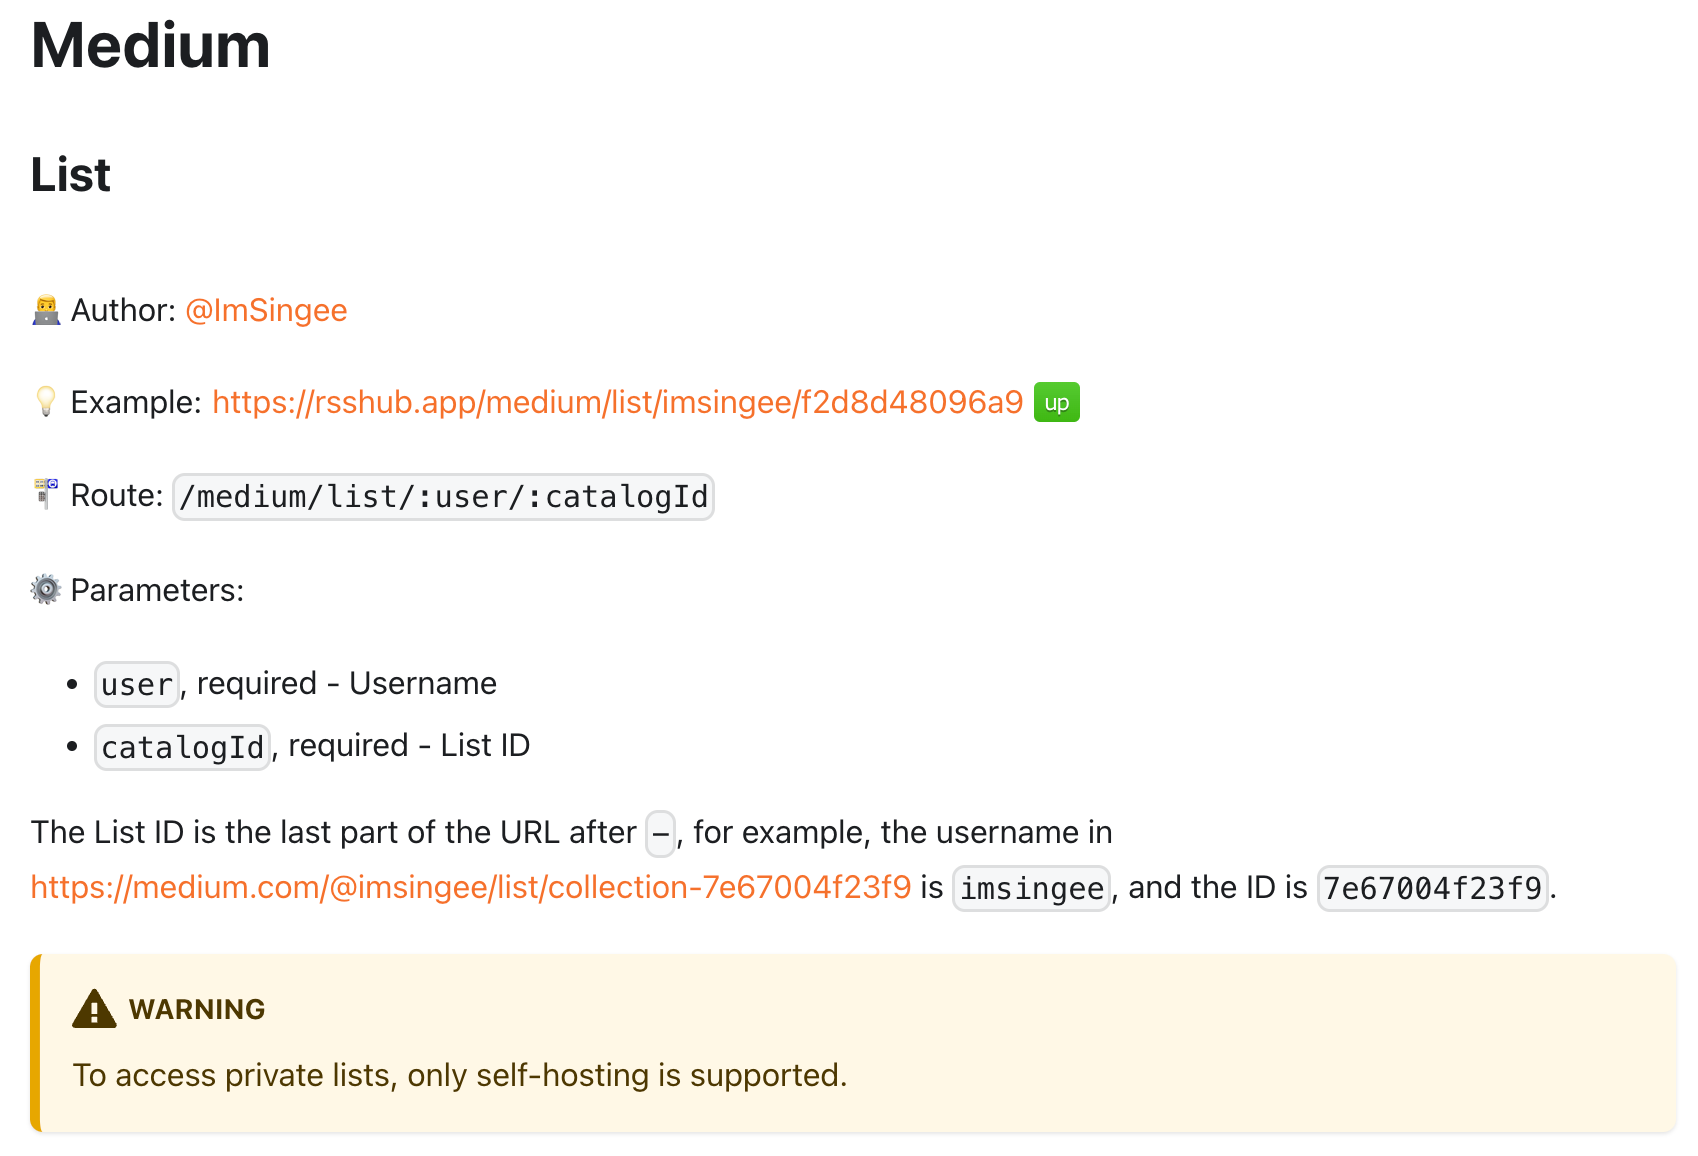 Medium
List
Author: @ImSingee
Example: https://rsshub.app/medium/list/imsingee/f2d8d48096a9 up
Route: /medium/list/:user/:catalogId
Parameters:
• user, required - Username
• catalogId, required - List ID
The List ID is the last part of the URL after –, for example, the username in
https://medium.com/@imsingee/list/collection-7e67004f23f9 is imsingee, and the ID is 7e67004f23f9.
WARNING
To access private lists, only self-hosting is supported.